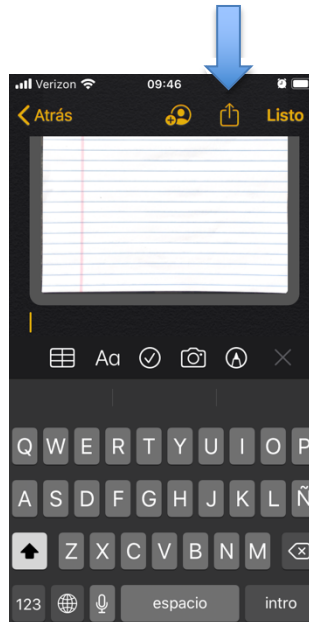 Verizon 09:46
Atrás Listo
Aa
Q W E R T Y U I O P
A S D F G H J K L Ñ
Z X C V B N M
123 espacio intro